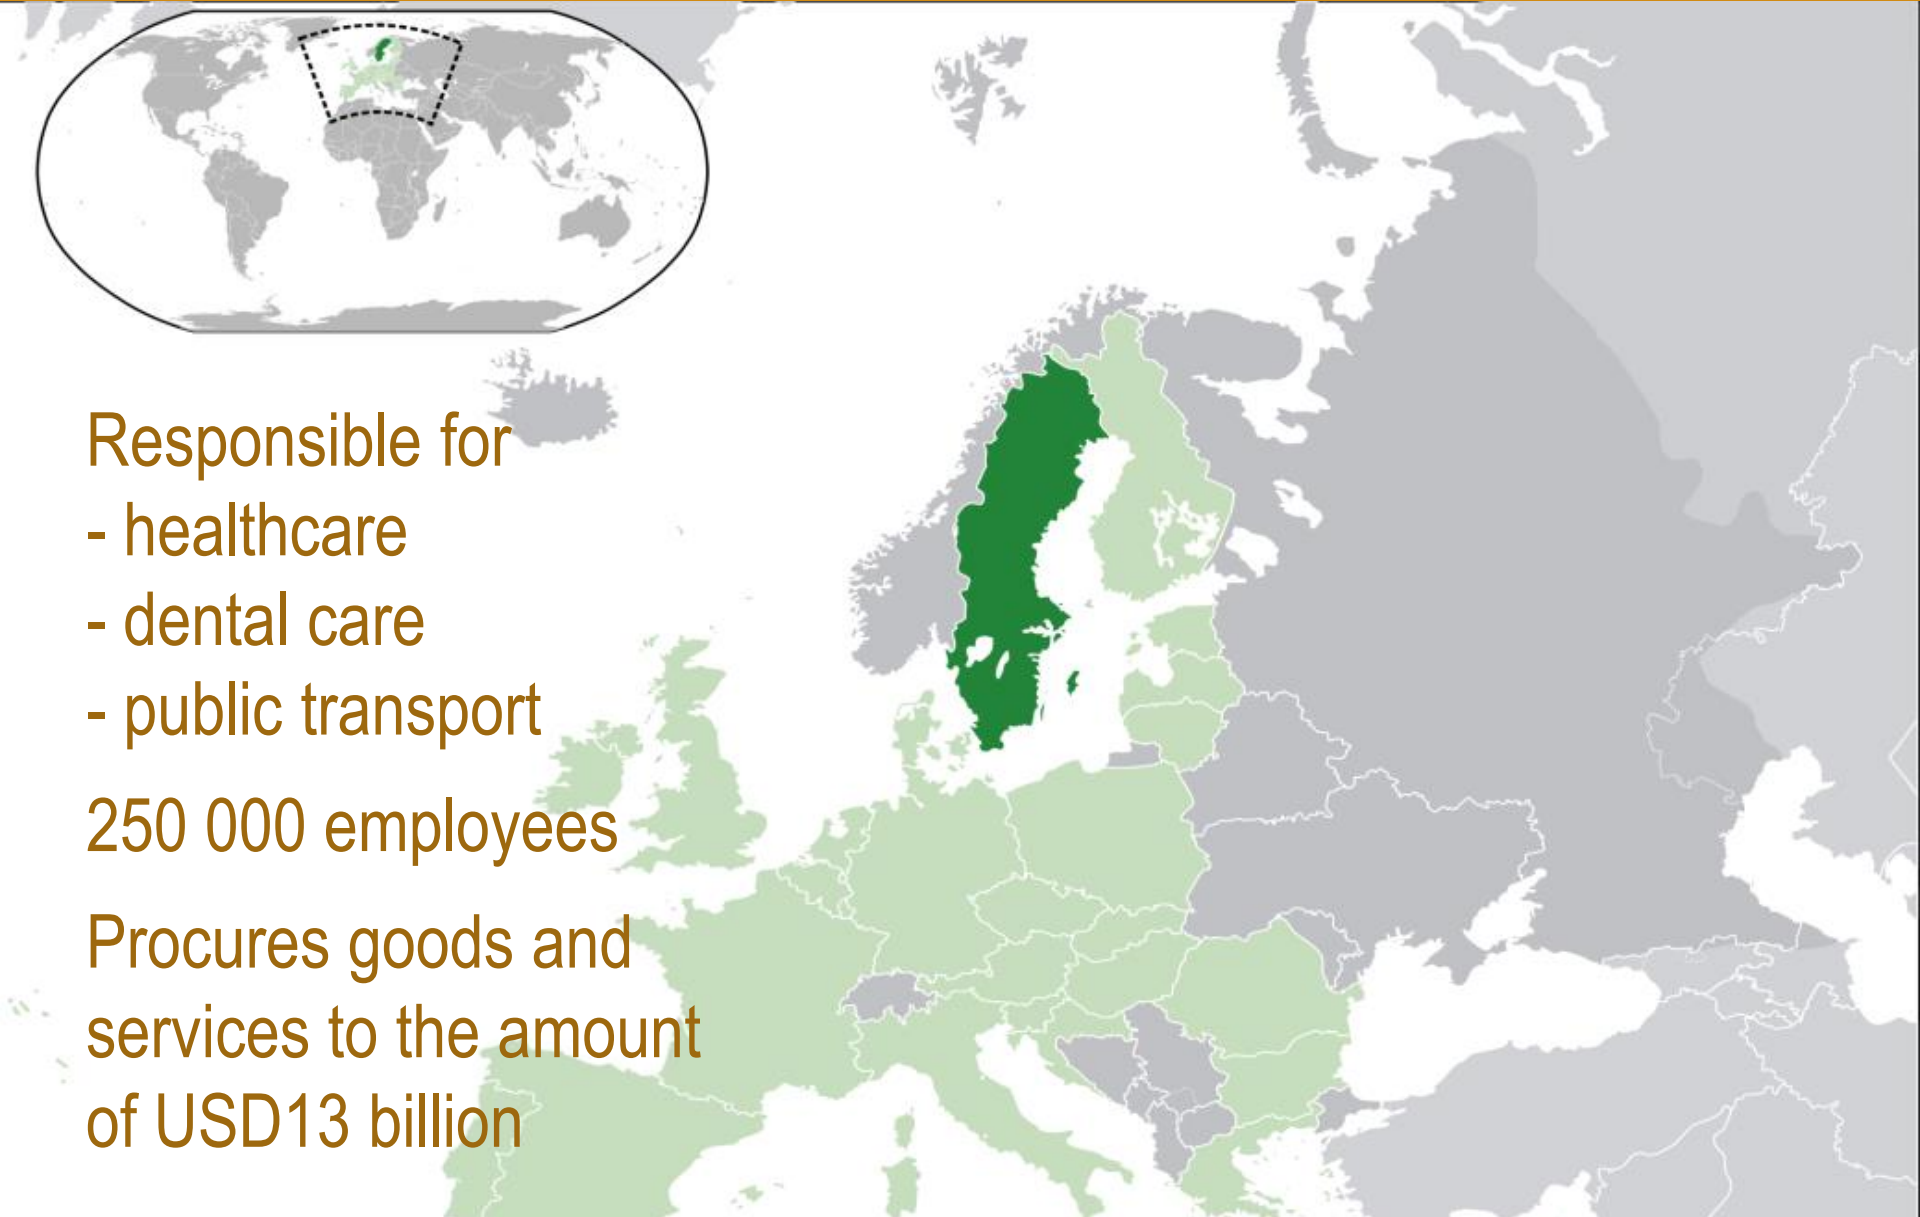 Responsible for
- healthcare
- dental care
- public transport
250 000 employees
Procures goods and
services to the amount
of USD13 billion